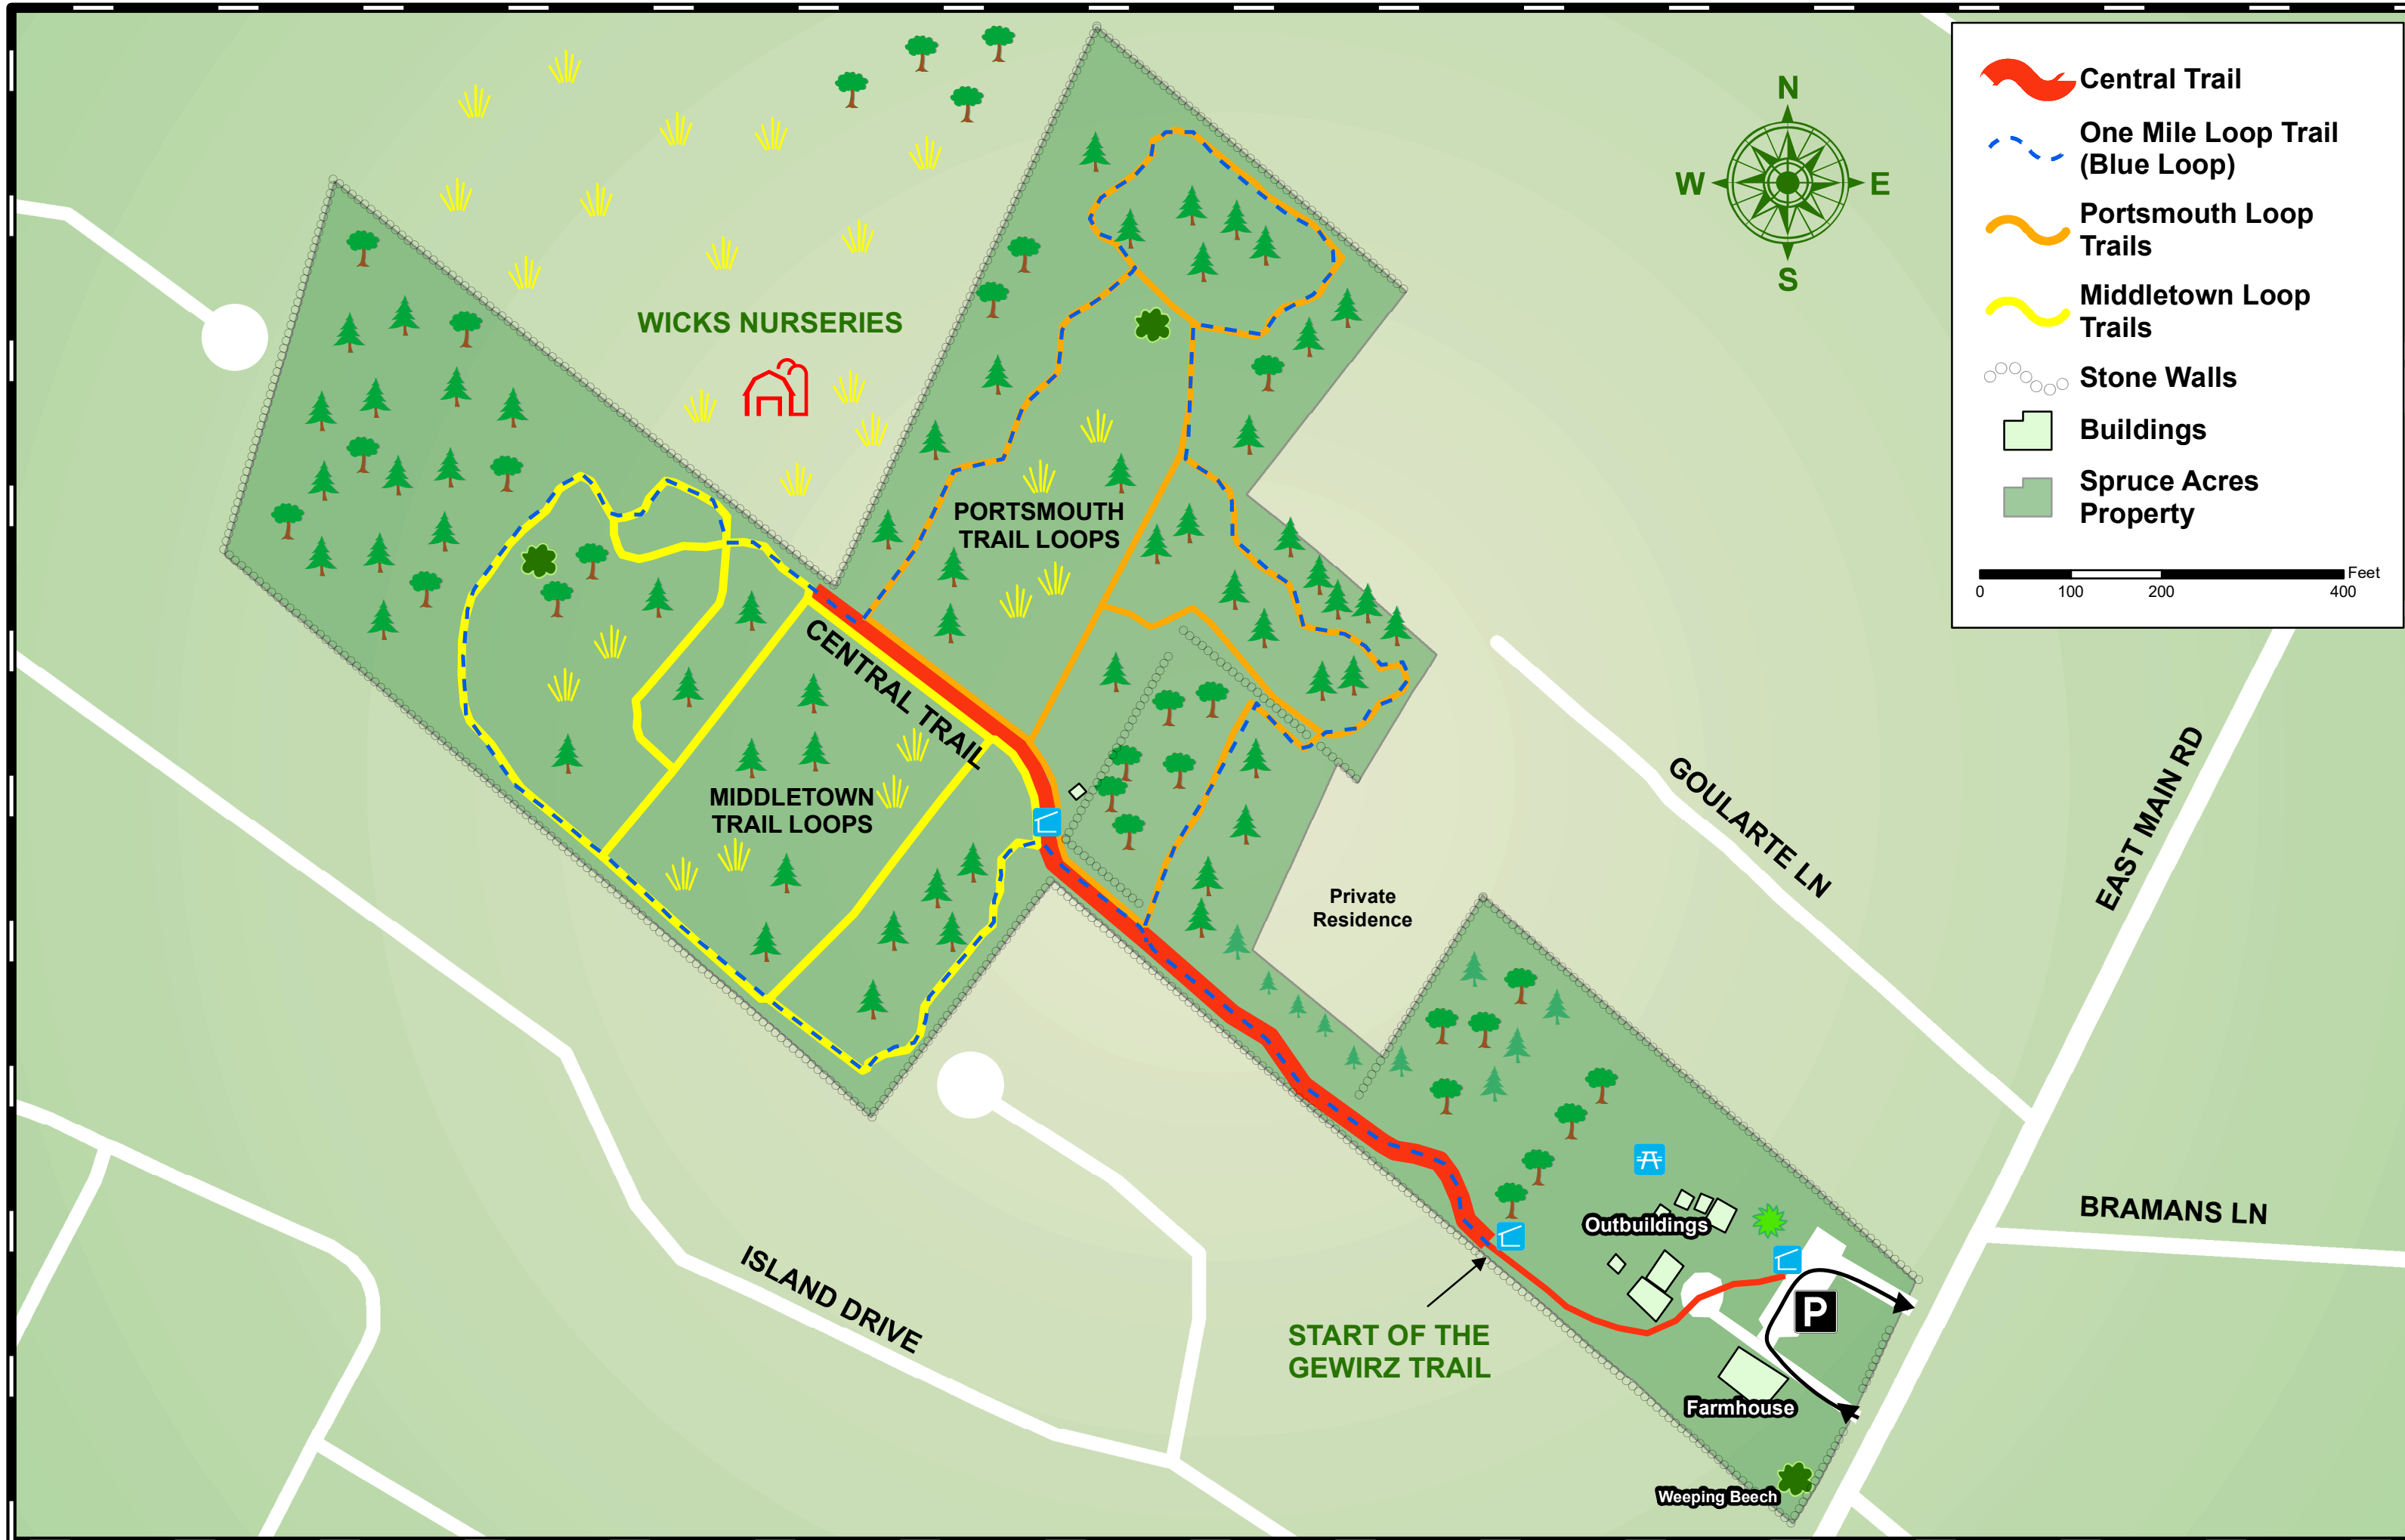 N
W
E
S
Central Trail
One Mile Loop Trail
(Blue Loop)
Portsmouth Loop
Trails
Middletown Loop
Trails
Stone Walls
Buildings
Spruce Acres
Property
Feet
0 100 200 400
WICKS NURSERIES
PORTSMOUTH
TRAIL LOOPS
CENTRAL TRAIL
MIDDLETOWN
TRAIL LOOPS
GOULARTE LN
EAST MAIN RD
Private
Residence
BRAMANS LN
Outbuildings
ISLAND DRIVE
P
START OF THE
GEWIRZ TRAIL
Farmhouse
Weeping Beech